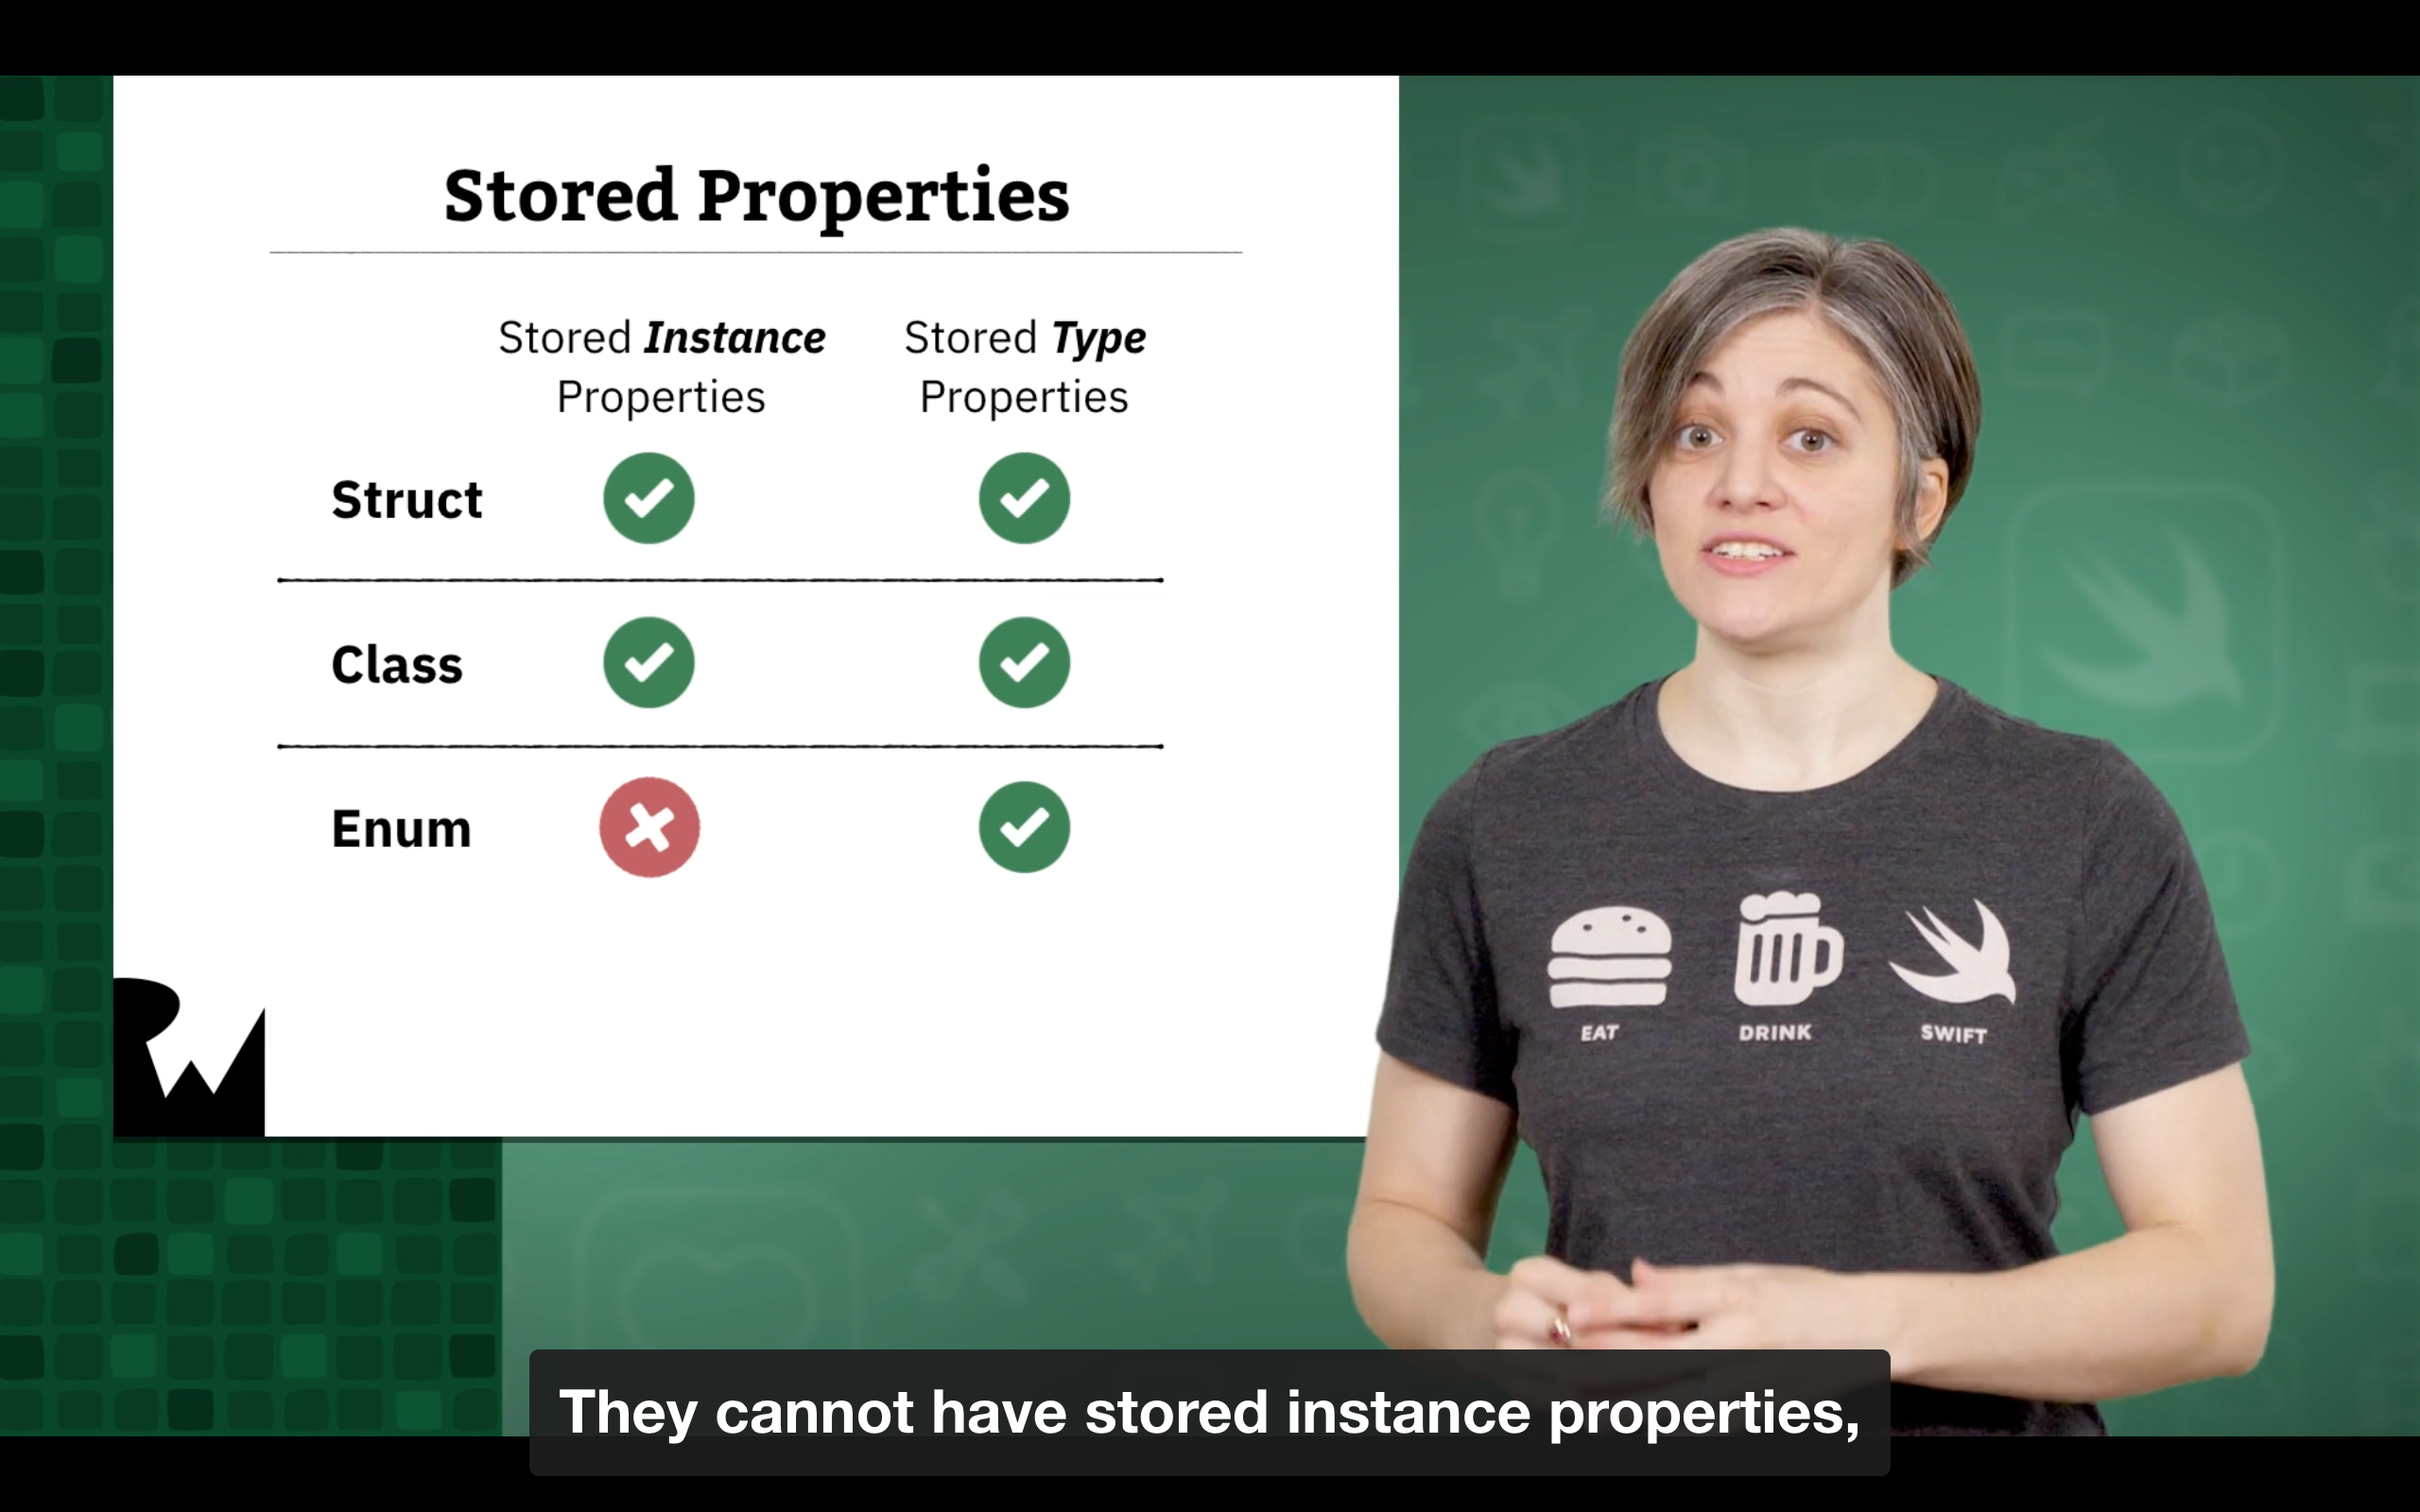 Stored Properties
Stored Instance Properties
Stored Type Properties
Struct
Class
Enum
RW
EAT
DRINK
SWIFT
They cannot have stored instance properties,